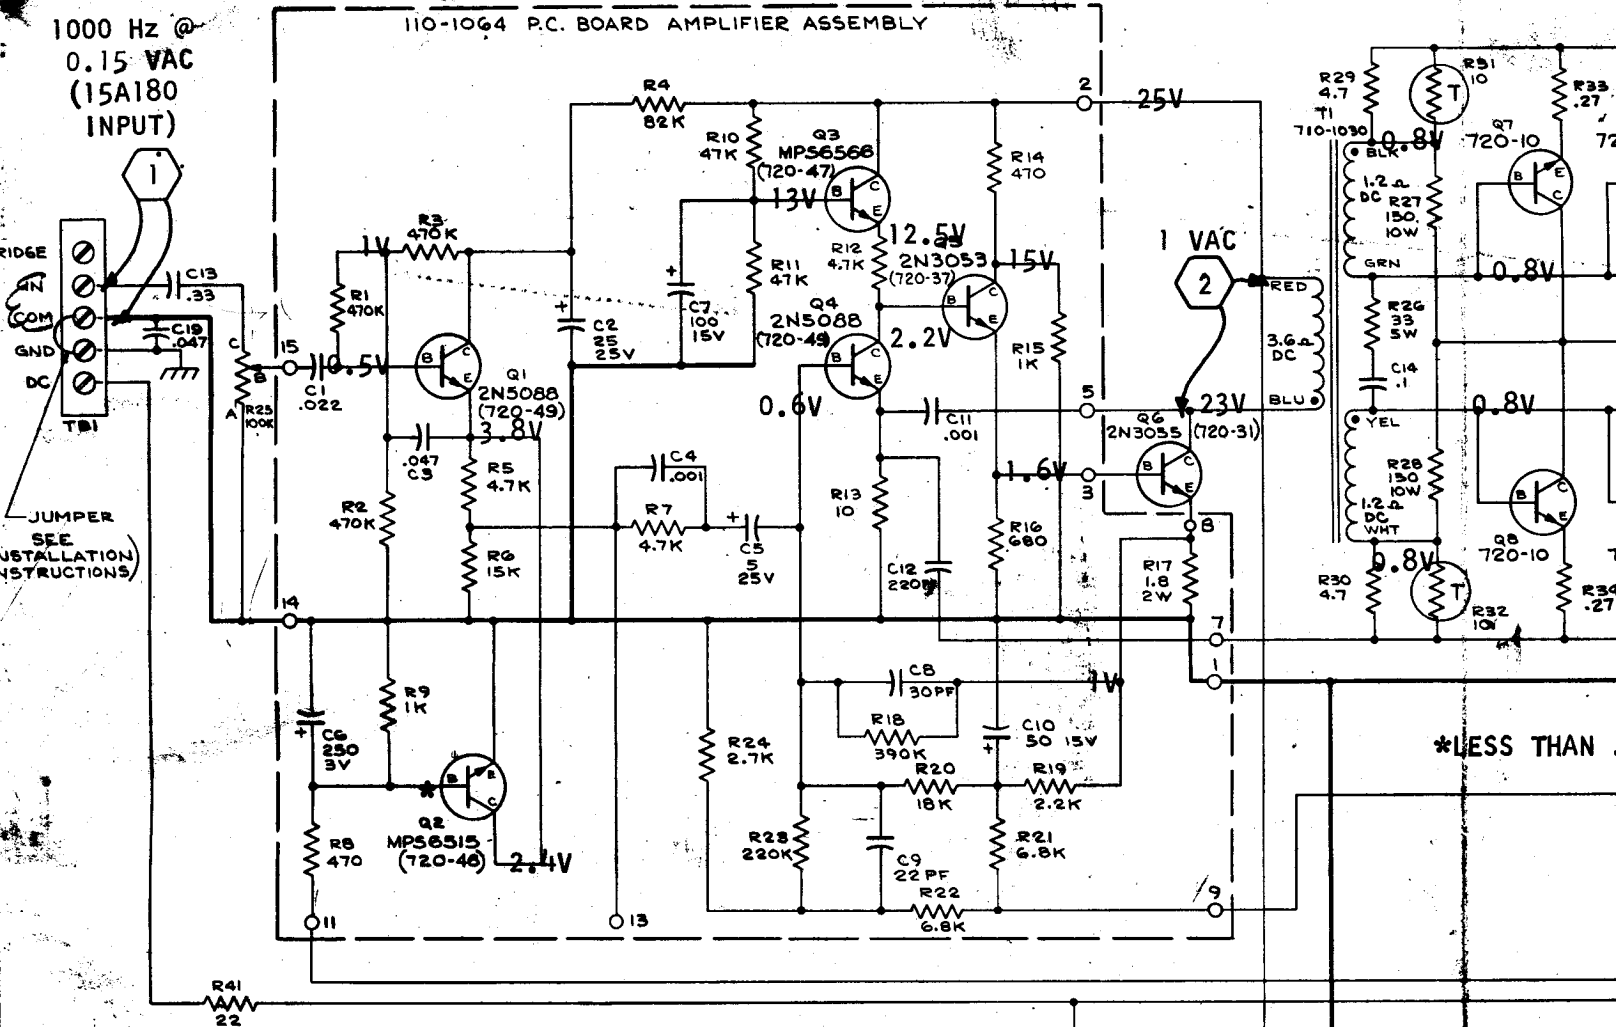 110-1064 P.C. BOARD AMPLIFIER ASSEMBLY
1000 Hz @
0.15 VAC
(15A180
INPUT)
1
RIDGE
IN
COM
GND
DC
TB1
C13
.33
C19
.047
C
B
A
R25
100K
JUMPER
SEE
NSTALLATION
NSTRUCTIONS)
15
C1
.022
0.5V
1V
R1
470K
R3
470K
B
C
E
Q1
2N5088
(720-49)
3.8V
.047
C3
R2
470K
R5
4.7K
R6
15K
R4
82K
C2
25
25V
R10
47K
Q3
MPS6566
(720-47)
13V
B
C
E
R11
47K
C7
100
15V
12.5V
R12
4.7K
2N3053
(720-37)
B
C
E
Q4
2N5088
(720-49)
2.2V
B
C
E
0.6V
2
25V
R14
470
15V
R15
1K
5
C11
.001
C4
.001
R7
4.7K
C5
5
25V
R13
10
C12
220
1.6V
3
R16
680
Q6
2N3055
(720-31)
23V
B
C
E
8
R17
1.8
2W
7
1
1V
1 VAC
2
RED
3.6Ω
DC
BLU
14
C6
250
3V
R9
1K
*
B
E
C
Q2
MPS6515
(720-48)
2.4V
R8
470
11
13
R24
2.7K
C8
30PF
R18
390K
C10
50 15V
R20
18K
R19
2.2K
R23
220K
C9
22PF
R21
6.8K
R22
6.8K
9
R41
22
R29
4.7
T1
710-1030
BLK
0.8V
1.2Ω
DC
R27
150
10W
GRN
0.8V
R31
10
T
Q7
720-10
B
E
C
R33
.27
72
R26
33
5W
C14
.1
0.8V
YEL
R28
150
10W
1.2Ω
DC
WHT
0.8V
R30
4.7
T
R32
10
B
C
E
Q8
720-10
R34
.27
*LESS THAN .